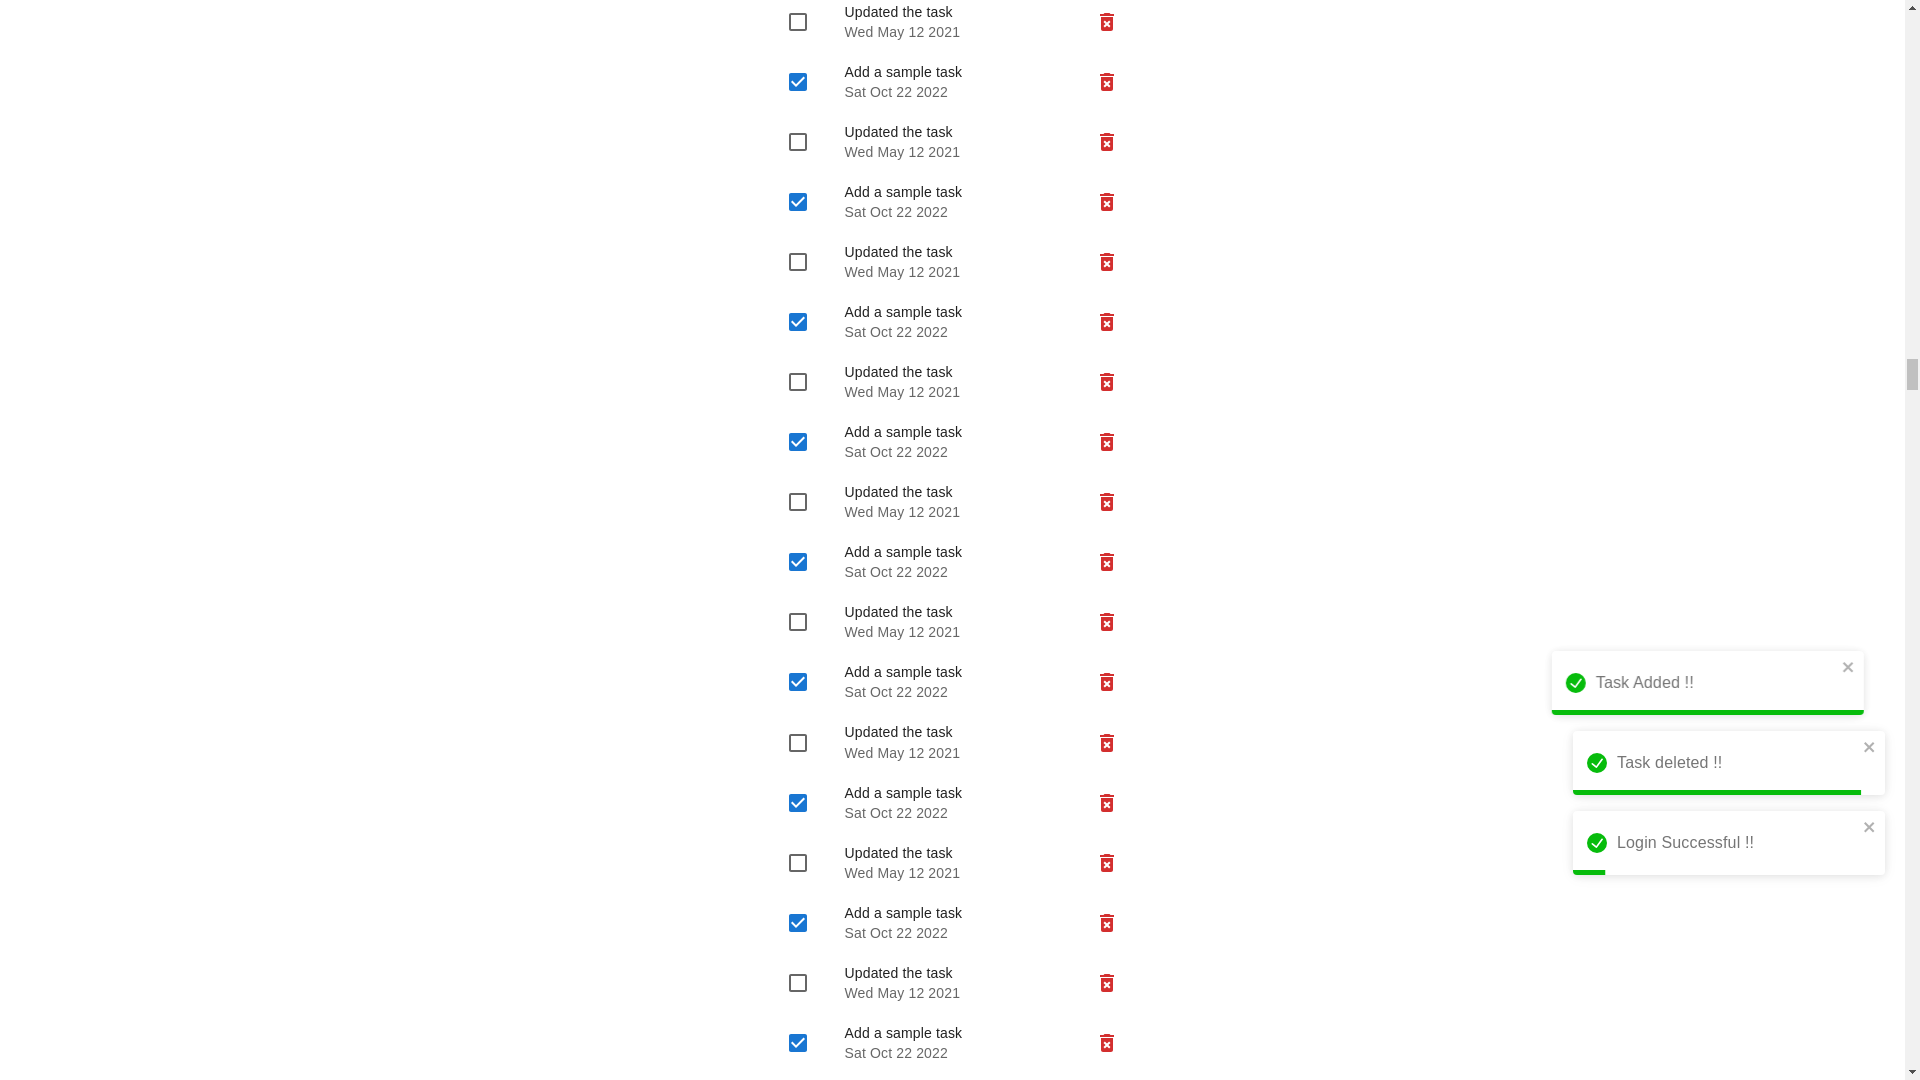 Updated the task
Wed May 12 2021
Add a sample task
Sat Oct 22 2022
Updated the task
Wed May 12 2021
Add a sample task
Sat Oct 22 2022
Updated the task
Wed May 12 2021
Add a sample task
Sat Oct 22 2022
Updated the task
Wed May 12 2021
Add a sample task
Sat Oct 22 2022
Updated the task
Wed May 12 2021
Add a sample task
Sat Oct 22 2022
Updated the task
Wed May 12 2021
Add a sample task
Sat Oct 22 2022
Updated the task
Wed May 12 2021
Add a sample task
Sat Oct 22 2022
Updated the task
Wed May 12 2021
Add a sample task
Sat Oct 22 2022
Updated the task
Wed May 12 2021
Add a sample task
Sat Oct 22 2022
Task Added !!
Task deleted !!
Login Successful !!